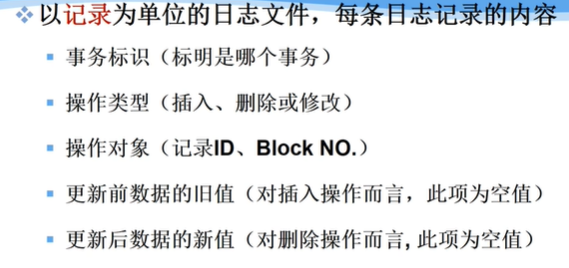 以记录为单位的日志文件，每条日志记录的内容
事务标识（标明是哪个事务）
操作类型（插入、删除或修改）
操作对象（记录ID、Block NO.）
更新前数据的旧值（对插入操作而言，此项为空值）
更新后数据的新值（对删除操作而言, 此项为空值）